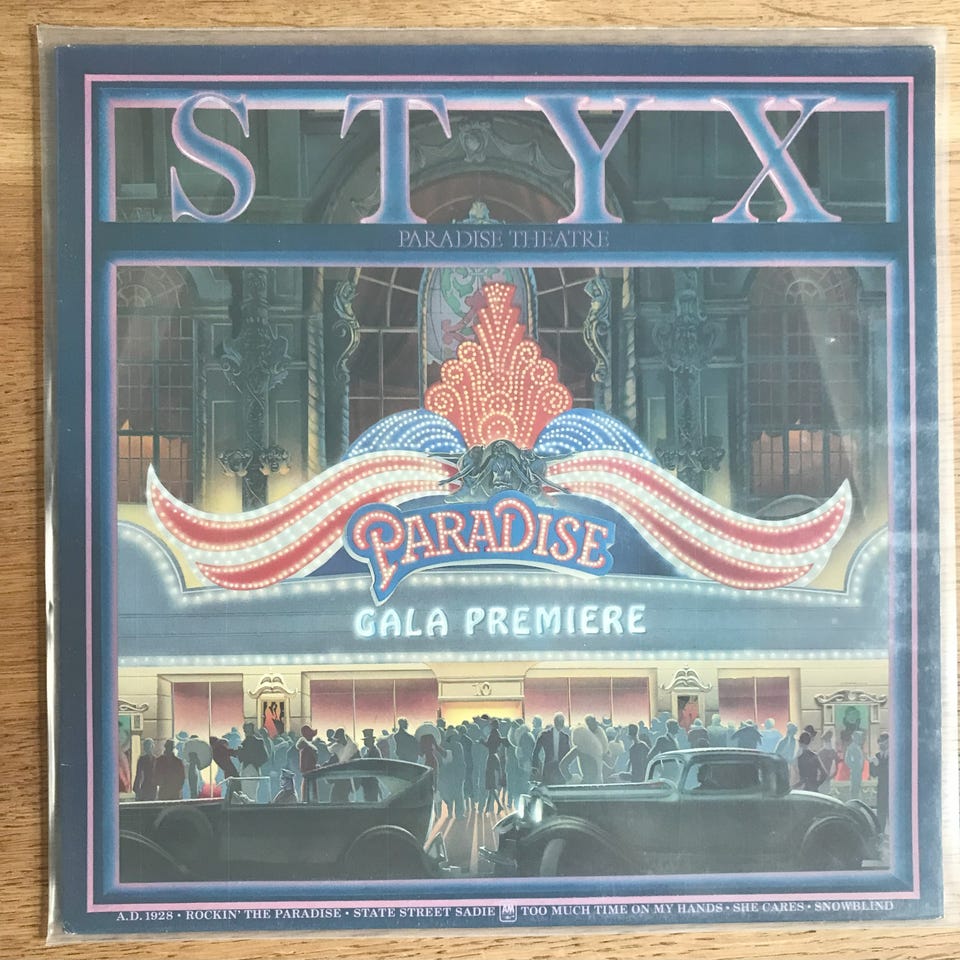 STYX
PARADISE THEATRE
PARADISE
GALA PREMIERE
10
A.D. 1928 • ROCKIN' THE PARADISE • STATE STREET SADIE A&M TOO MUCH TIME ON MY HANDS • SHE CARES • SNOWBLIND